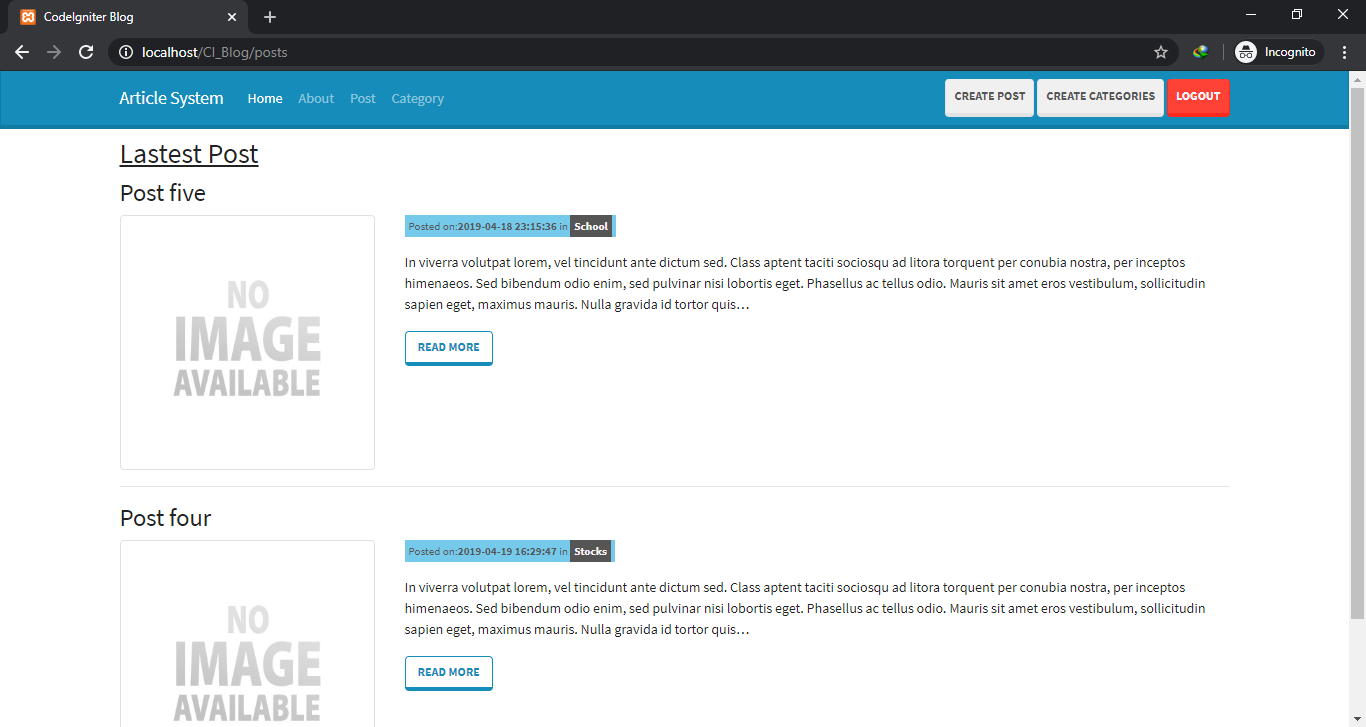 CodeIgniter Blog
localhost/CI_Blog/posts
Incognito
Article System Home About Post Category CREATE POST CREATE CATEGORIES LOGOUT
Lastest Post
Post five
NO
IMAGE
AVAILABLE
Posted on:2019-04-18 23:15:36 in School
In viverra volutpat lorem, vel tincidunt ante dictum sed. Class aptent taciti sociosqu ad litora torquent per conubia nostra, per inceptos
himenaeos. Sed bibendum odio enim, sed pulvinar nisi lobortis eget. Phasellus ac tellus odio. Mauris sit amet eros vestibulum, sollicitudin
sapien eget, maximus mauris. Nulla gravida id tortor quis…
READ MORE
Post four
NO
IMAGE
AVAILABLE
Posted on:2019-04-19 16:29:47 in Stocks
In viverra volutpat lorem, vel tincidunt ante dictum sed. Class aptent taciti sociosqu ad litora torquent per conubia nostra, per inceptos
himenaeos. Sed bibendum odio enim, sed pulvinar nisi lobortis eget. Phasellus ac tellus odio. Mauris sit amet eros vestibulum, sollicitudin
sapien eget, maximus mauris. Nulla gravida id tortor quis…
READ MORE